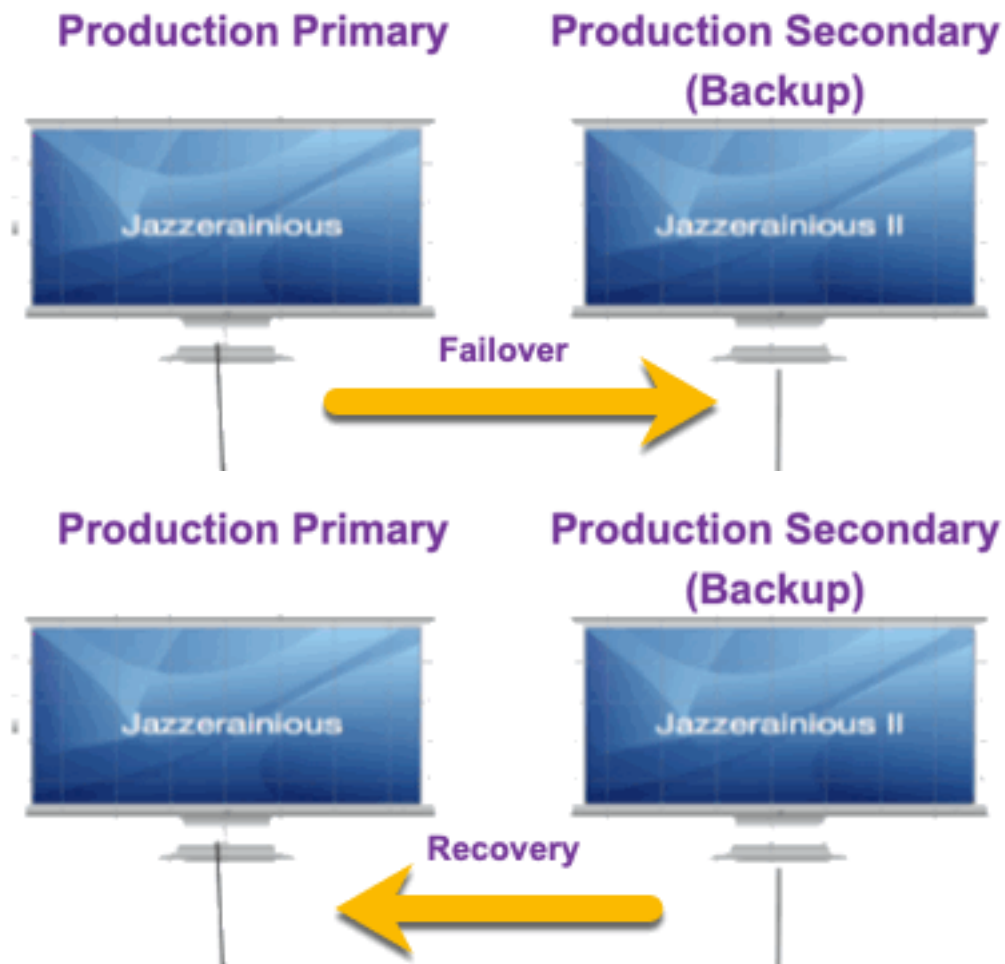 Production Primary
Production Secondary
(Backup)
Jazzerainious
Jazzerainious II
Failover
Production Primary
Production Secondary
(Backup)
Jazzerainious
Jazzerainious II
Recovery